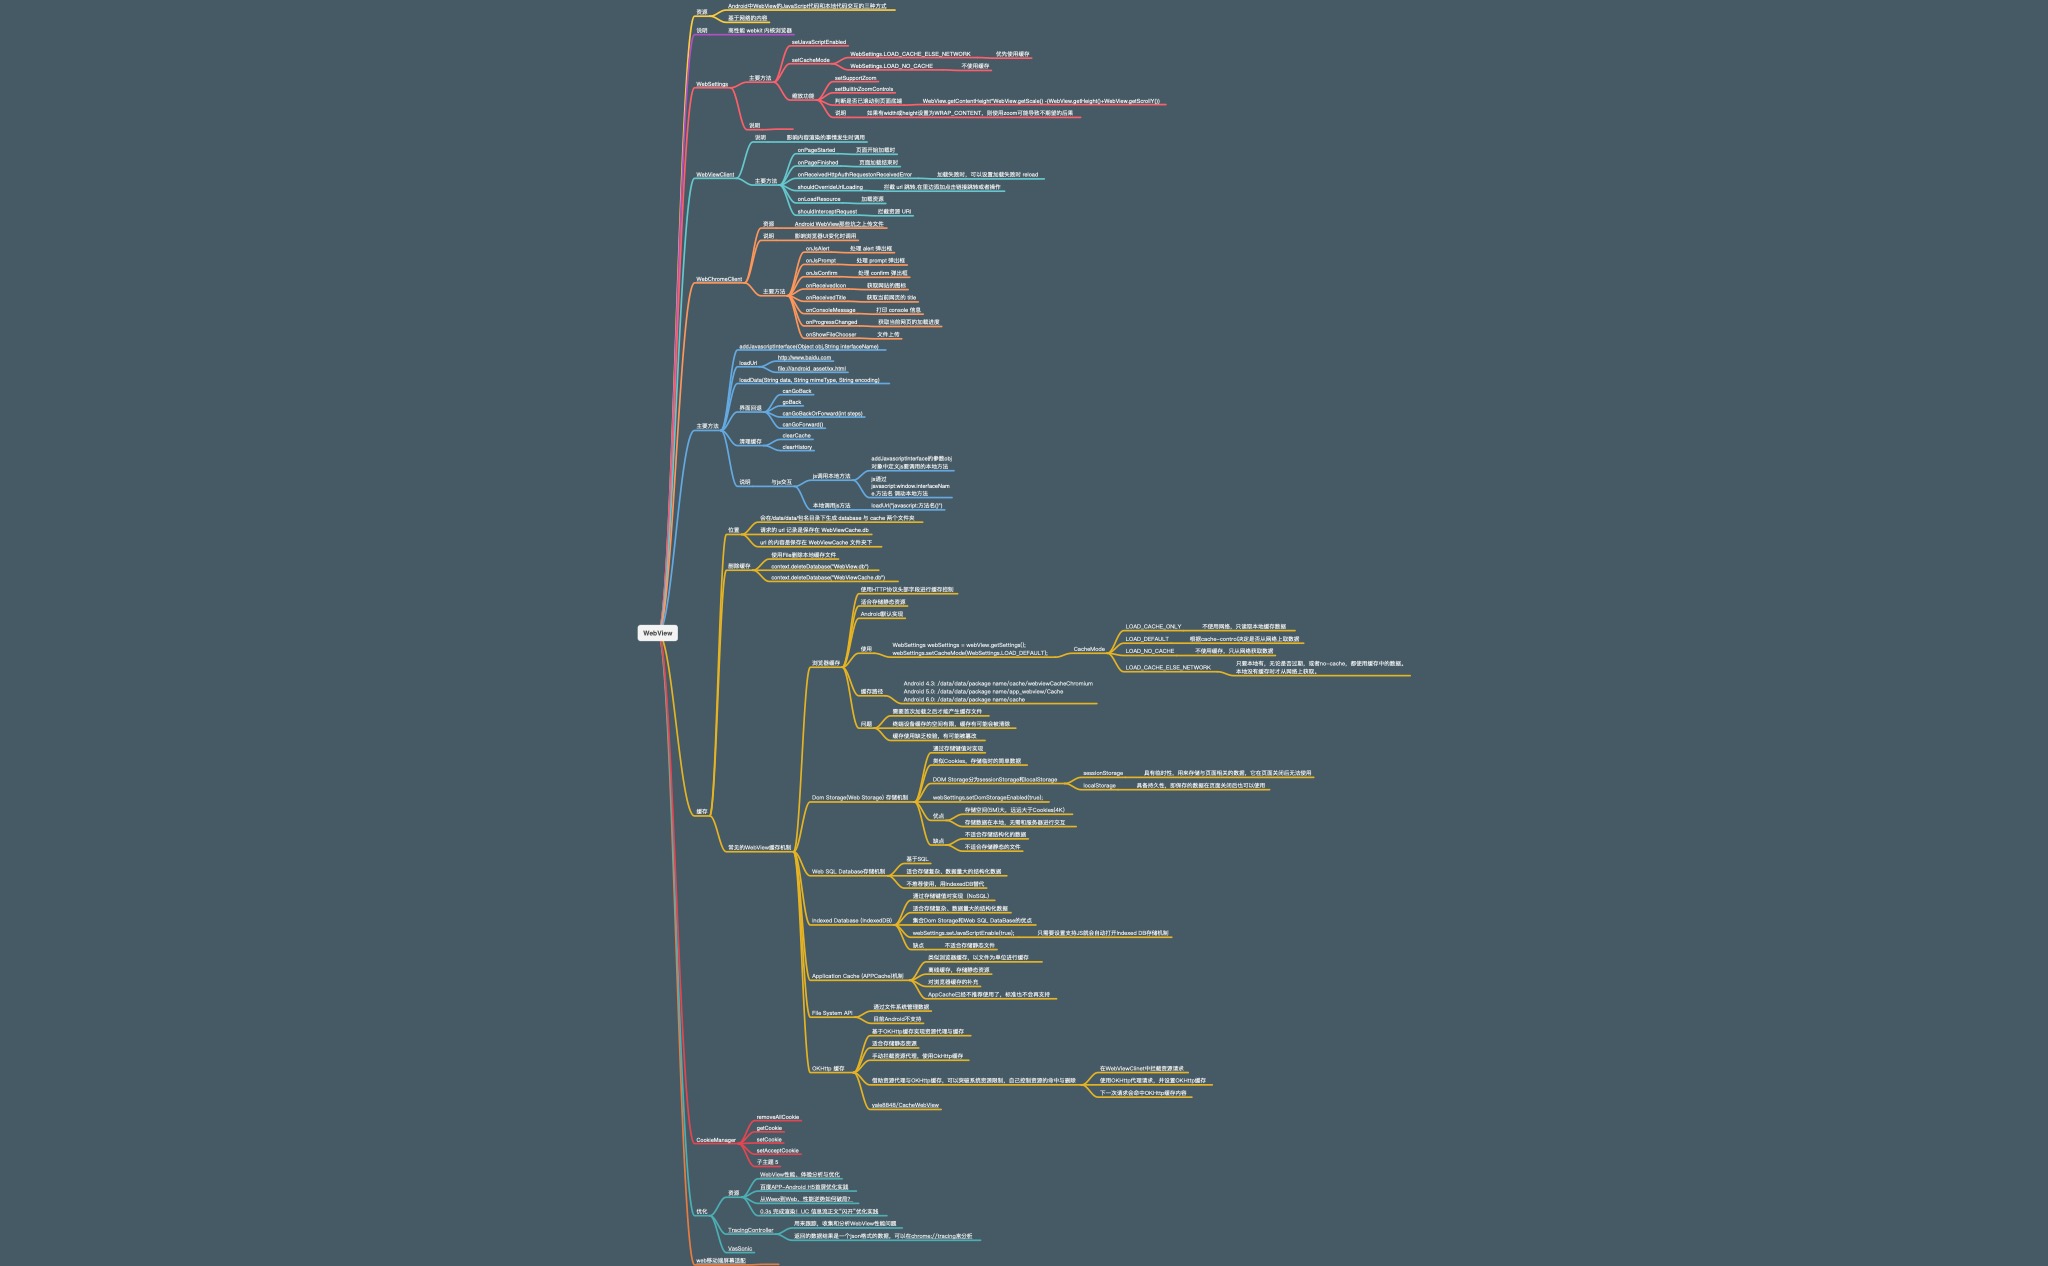 资源
Android中WebView的JavaScript代码和本地代码交互的三种方式
基于网络的内容
说明
高性能 webkit 内核浏览器
WebSettings
主要方法
setJavaScriptEnabled
setCacheMode
WebSettings.LOAD_CACHE_ELSE_NETWORK
优先使用缓存
WebSettings.LOAD_NO_CACHE
不使用缓存
缩放功能
setSupportZoom
setBuiltInZoomControls
判断是否已滚动到页面底端
WebView.getContentHeight*WebView.getScale() -(WebView.getHeight()+WebView.getScrollY())
说明
如果有width或height设置为WRAP_CONTENT，则使用zoom可能导致不期望的后果
说明
WebViewClient
说明
影响内容渲染的事情发生时调用
主要方法
onPageStarted
页面开始加载时
onPageFinished
页面加载结束时
onReceivedHttpAuthRequestonReceivedError
加载失败时，可以设置加载失败时 reload
shouldOverrideUrlLoading
拦截 url 跳转,在里边添加点击链接跳转或者操作
onLoadResource
加载资源
shouldInterceptRequest
拦截资源 URI
WebChromeClient
资源
Android WebView那些坑之上传文件
说明
影响浏览器UI变化时调用
主要方法
onJsAlert
处理 alert 弹出框
onJsPrompt
处理 prompt 弹出框
onJsConfirm
处理 confirm 弹出框
onReceivedIcon
获取网站的图标
onReceivedTitle
获取当前网页的 title
onConsoleMessage
打印 console 信息
onProgressChanged
获取当前网页的加载进度
onShowFileChooser
文件上传
主要方法
addJavascriptInterface(Object obj,String interfaceName)
loadUrl
http://www.baidu.com
file://android_asset/xx.html
loadData(String data, String mimeType, String encoding)
界面回退
canGoBack
goBack
canGoBackOrForward(int steps)
canGoForward()
清理缓存
clearCache
clearHistory
说明
与js交互
js调用本地方法
addJavascriptInterface的参数obj
对象中定义js要调用的本地方法
js通过
javascript:window.interfaceNam
e.方法名 调动本地方法
本地调用js方法
loadUrl("javascript:方法名()")
WebView
缓存
位置
会在/data/data/包名目录下生成 database 与 cache 两个文件夹
请求的 url 记录是保存在 WebViewCache.db
url 的内容是保存在 WebViewCache 文件夹下
删除缓存
使用File删除本地缓存文件
context.deleteDatabase("WebView.db")
context.deleteDatabase("WebViewCache.db")
常见的WebView缓存机制
浏览器缓存
使用HTTP协议头部字段进行缓存控制
适合存储静态资源
Android默认实现
使用
WebSettings webSettings = webView.getSettings();
webSettings.setCacheMode(WebSettings.LOAD_DEFAULT);
CacheMode
LOAD_CACHE_ONLY
不使用网络，只读取本地缓存数据
LOAD_DEFAULT
根据cache-control决定是否从网络上取数据
LOAD_NO_CACHE
不使用缓存，只从网络获取数据
LOAD_CACHE_ELSE_NETWORK
只要本地有，无论是否过期，或者no-cache，都使用缓存中的数据。
本地没有缓存时才从网络上获取。
缓存路径
Android 4.3: /data/data/package name/cache/webviewCacheChromium
Android 5.0: /data/data/package name/app_webview/Cache
Android 6.0: /data/data/package name/cache
问题
需要首次加载之后才能产生缓存文件
终端设备缓存的空间有限，缓存有可能会被清除
缓存使用缺乏校验，有可能被篡改
Dom Storage(Web Storage) 存储机制
通过存储键值对实现
类似Cookies，存储临时的简单数据
DOM Storage分为sessionStorage和localStorage
sessionStorage
具有临时性，用来存储与页面相关的数据，它在页面关闭后无法使用
localStorage
具备持久性，即保存的数据在页面关闭后也可以使用
webSettings.setDomStorageEnabled(true);
优点
存储空间(5M)大，远远大于Cookies(4K)
存储数据在本地，无需和服务器进行交互
缺点
不适合存储结构化的数据
不适合存储静态的文件
Web SQL Database存储机制
基于SQL
适合存储复杂、数据量大的结构化数据
不推荐使用，用IndexedDB替代
Indexed Database (IndexedDB)
通过存储键值对实现（NoSQL）
适合存储复杂、数据量大的结构化数据
集合Dom Storage和Web SQL DataBase的优点
webSettings.setJavaScriptEnable(true);
只需要设置支持JS就会自动打开Indexed DB存储机制
缺点
不适合存储静态文件
Application Cache (APPCache)机制
类似浏览器缓存，以文件为单位进行缓存
离线缓存，存储静态资源
对浏览器缓存的补充
AppCache已经不推荐使用了，标准也不会再支持
File System API
通过文件系统管理数据
目前Android不支持
OKHttp 缓存
基于OKHttp缓存实现资源代理与缓存
适合存储静态资源
手动拦截资源代理，使用OkHttp缓存
借助资源代理与OKHttp缓存，可以突破系统资源限制，自己控制资源的命中与删除
在WebViewClinet中拦截资源请求
使用OKHttp代理请求，并设置OKHttp缓存
下一次请求会命中OKHttp缓存内容
yale8848/CacheWebView
CookieManager
removeAllCookie
getCookie
setCookie
setAcceptCookie
子主题 5
优化
资源
WebView性能、体验分析与优化
百度APP-Android H5首屏优化实践
从Weex到Web，性能逆势如何破局？
0.3s 完成渲染！UC 信息流正文“闪开”优化实践
TracingController
用来跟踪、收集和分析WebView性能问题
返回的数据结果是一个json格式的数据，可以在chrome://tracing来分析
VasSonic
web移动端屏幕适配